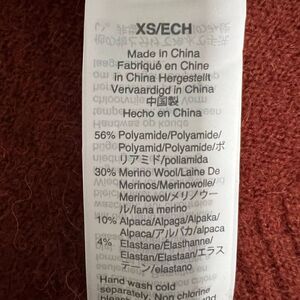 XS/ECH
Made in China
Fabriqué en Chine
in China Hergestellt
Vervaardigd in China
中国製
Hecho en China
56% Polyamide/Polyamide/
Polyamid/Polyamide/ポ
リアミド/poliamida
30% Merino Wool/Laine De
Merinos/Merinowolle/
Merinowol/メリノウー
ル/lana merino
10% Alpaca/Alpaga/Alpaka/
Alpaca/アルパカ/alpaca
4% Elastane/Élasthanne/
Elastan/Elastaan/エラス
テーン/elastano
Hand wash cold
separately. Non chlorine